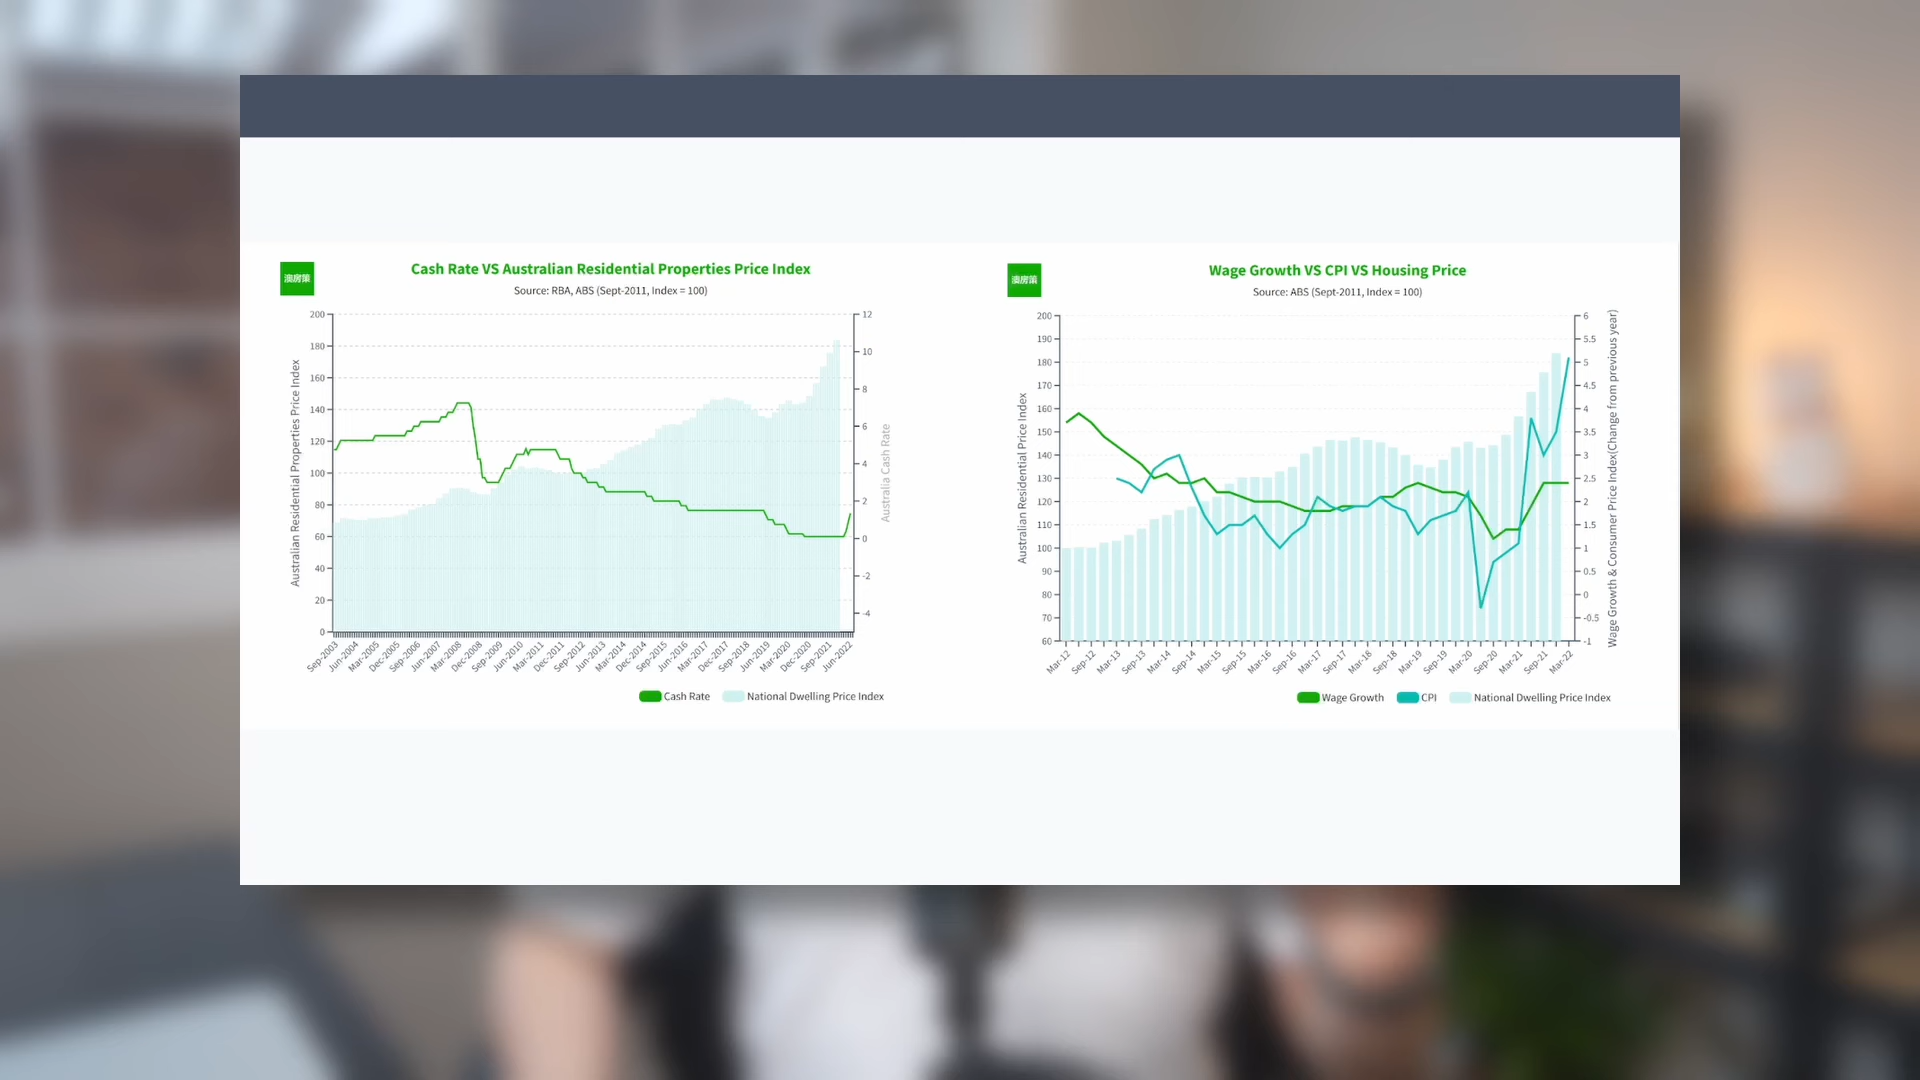 澳房策
Cash Rate VS Australian Residential Properties Price Index
Source: RBA, ABS (Sept-2011, Index = 100)
Australian Residential Properties Price Index
200
180
160
140
120
100
80
60
40
20
0
12
10
8
6
4
2
0
-2
-4
Australia Cash Rate
Sep-2003
Jun-2004
Mar-2005
Dec-2005
Sep-2006
Jun-2007
Mar-2008
Dec-2008
Sep-2009
Jun-2010
Mar-2011
Dec-2011
Sep-2012
Jun-2013
Mar-2014
Dec-2014
Sep-2015
Jun-2016
Mar-2017
Dec-2017
Sep-2018
Jun-2019
Mar-2020
Dec-2020
Sep-2021
Jun-2022
Cash Rate
National Dwelling Price Index
澳房策
Wage Growth VS CPI VS Housing Price
Source: ABS (Sept-2011, Index = 100)
Australian Residential Price Index
200
190
180
170
160
150
140
130
120
110
100
90
80
70
60
6
5.5
5
4.5
4
3.5
3
2.5
2
1.5
1
0.5
0
-0.5
-1
Wage Growth & Consumer Price Index(Change from previous year)
Mar-12
Sep-12
Mar-13
Sep-13
Mar-14
Sep-14
Mar-15
Sep-15
Mar-16
Sep-16
Mar-17
Sep-17
Mar-18
Sep-18
Mar-19
Sep-19
Mar-20
Sep-20
Mar-21
Sep-21
Mar-22
Wage Growth
CPI
National Dwelling Price Index